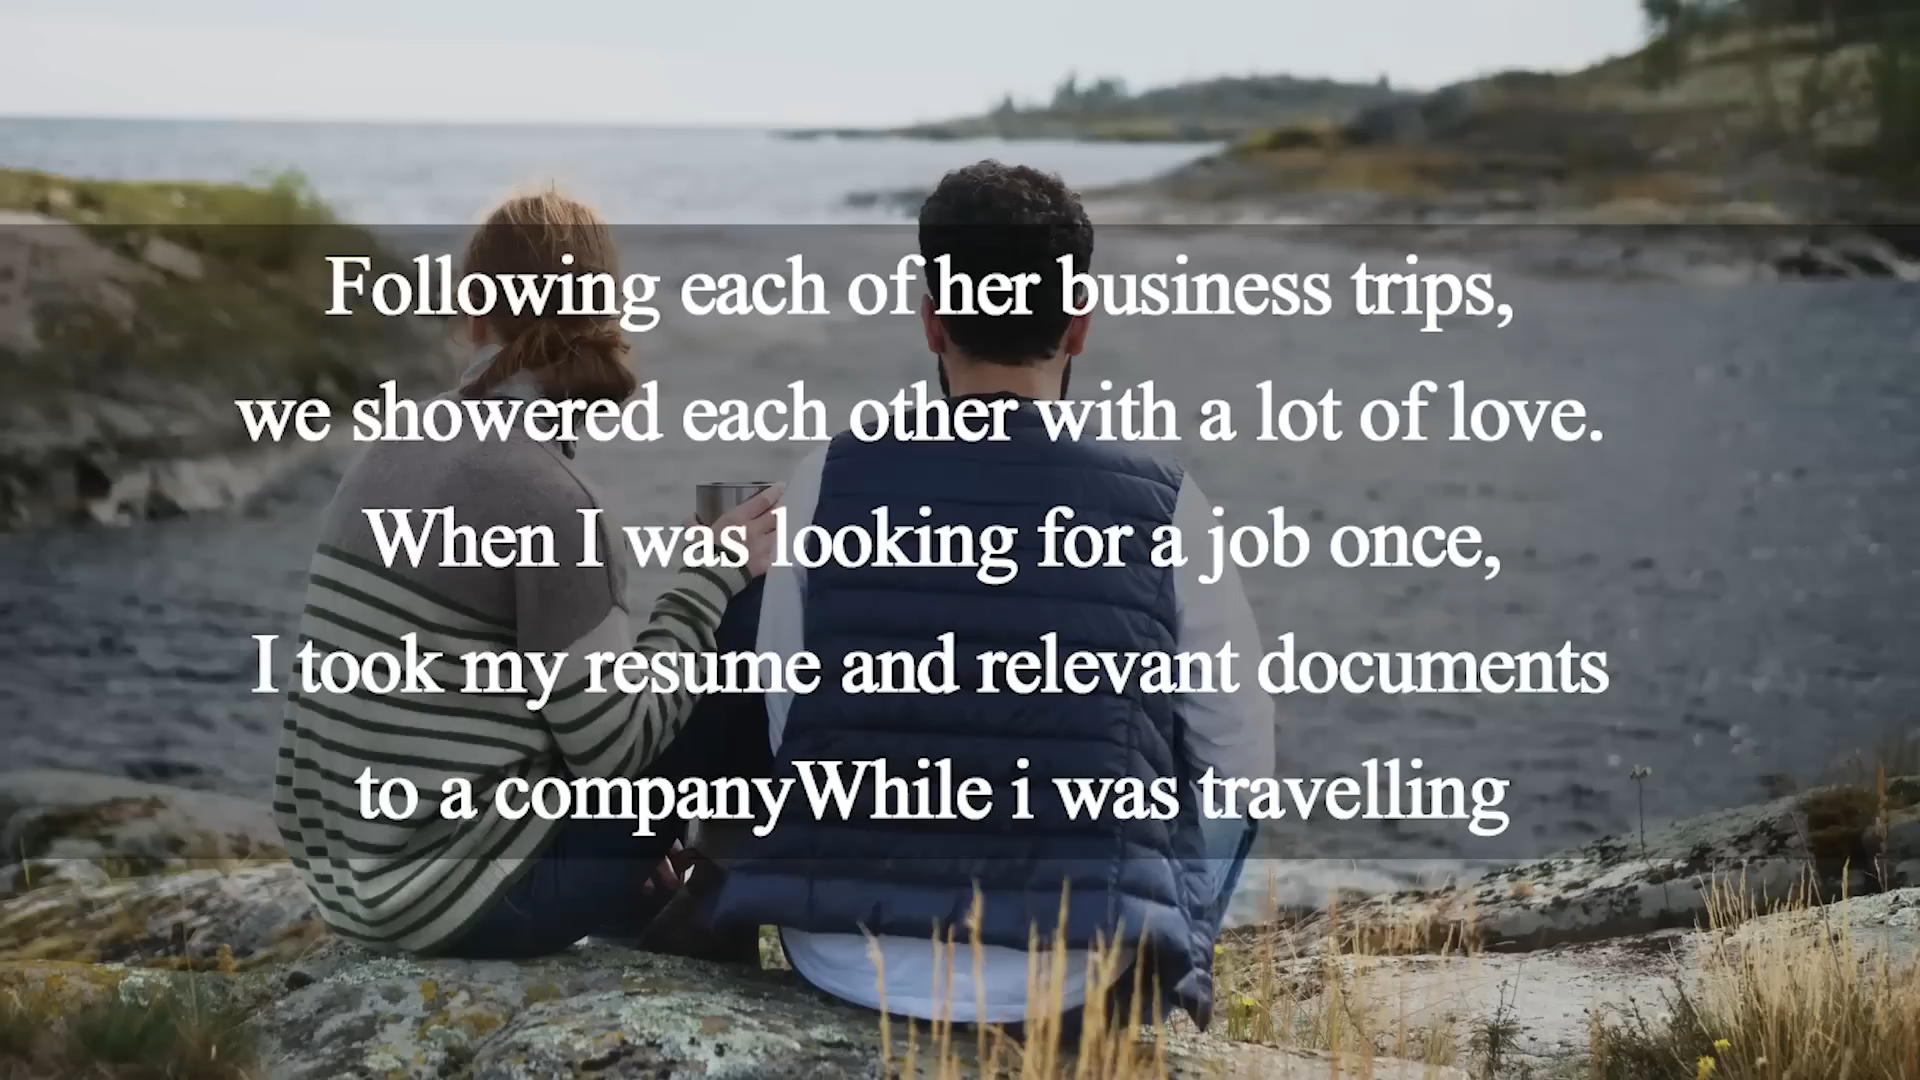 Following each of her business trips,
we showered each other with a lot of love.
When I was looking for a job once,
I took my resume and relevant documents
to a companyWhile i was travelling